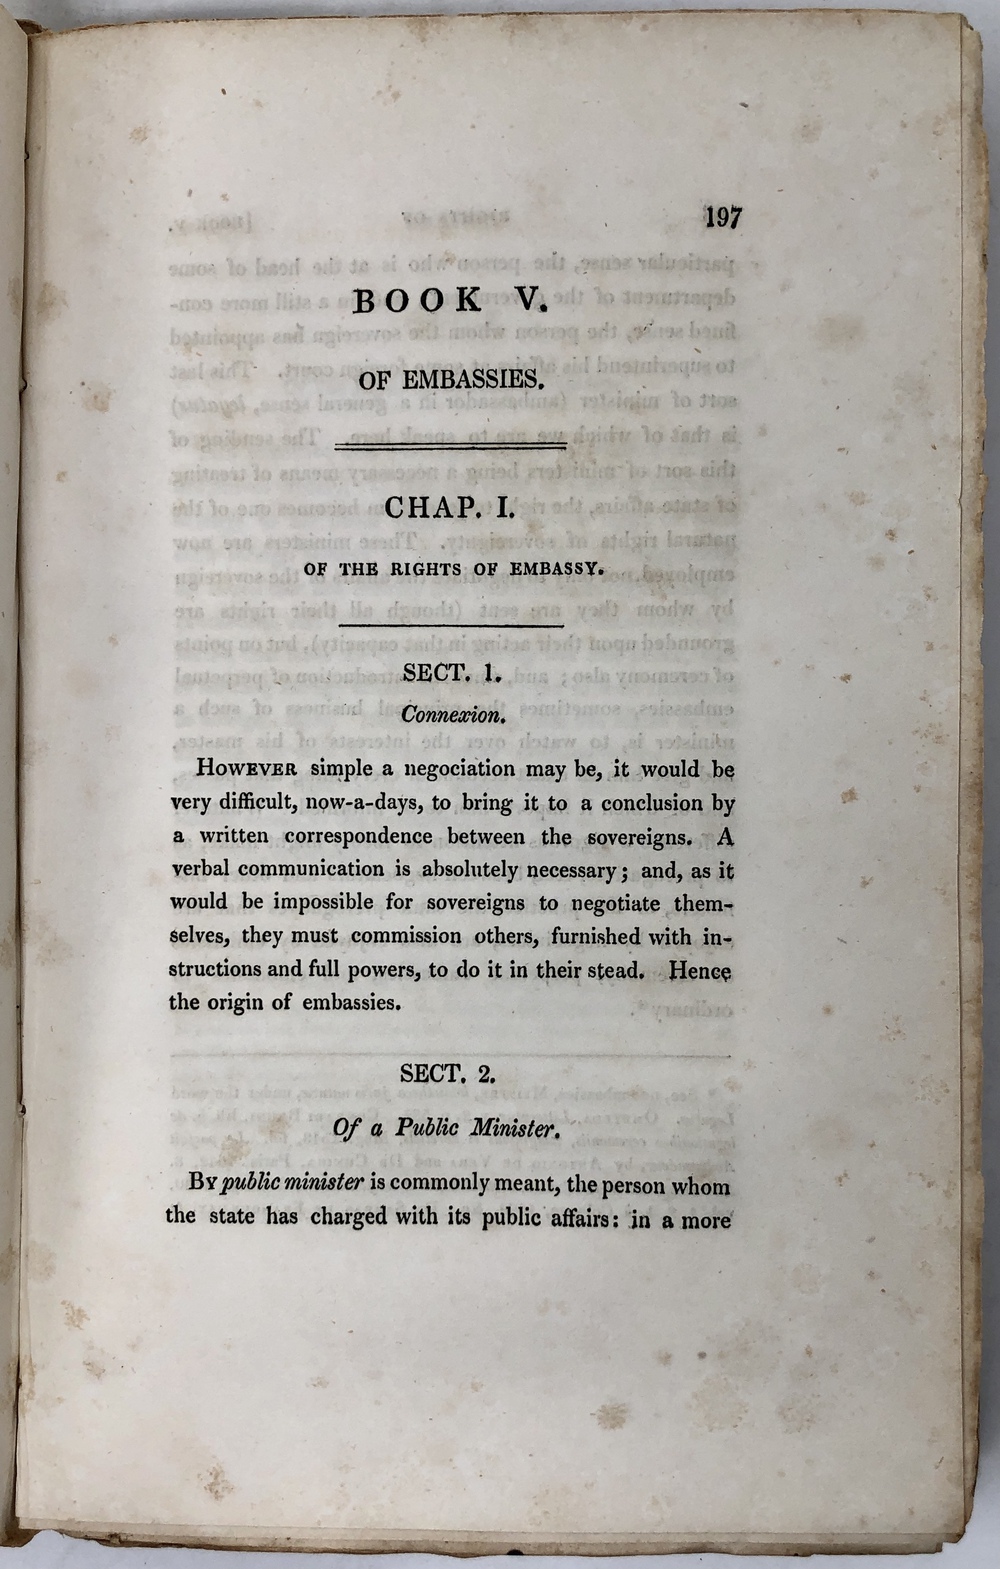 197
BOOK V.
OF EMBASSIES.
CHAP. I.
OF THE RIGHTS OF EMBASSY.
SECT. 1.
Connexion.
HOWEVER simple a negociation may be, it would be
very difficult, now-a-days, to bring it to a conclusion by
a written correspondence between the sovereigns. A
verbal communication is absolutely necessary; and, as it
would be impossible for sovereigns to negotiate them-
selves, they must commission others, furnished with in-
structions and full powers, to do it in their stead. Hence
the origin of embassies.
SECT. 2.
Of a Public Minister.
BY public minister is commonly meant, the person whom
the state has charged with its public affairs: in a more